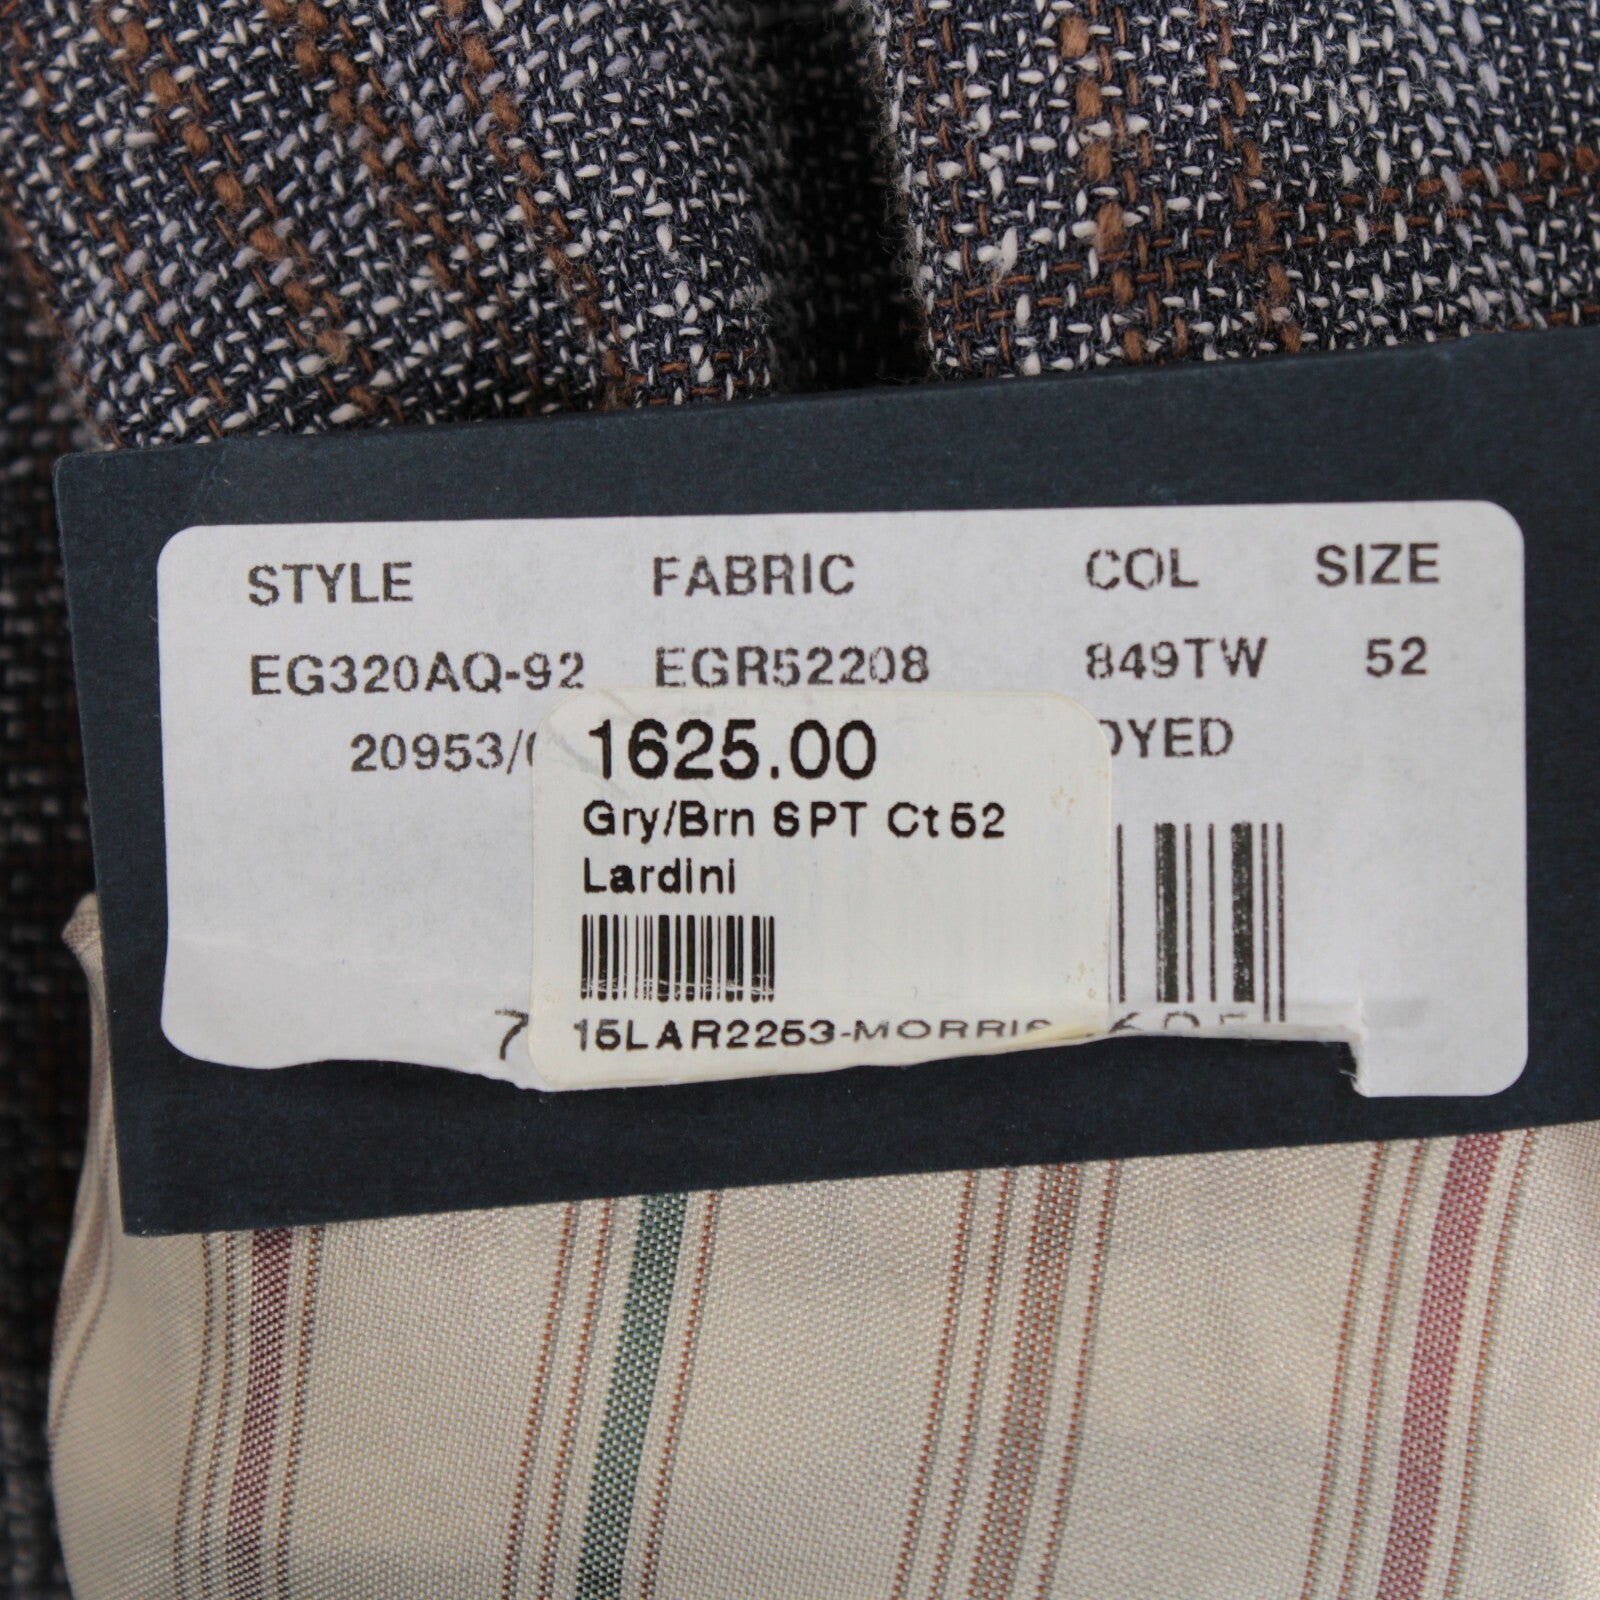 STYLE FABRIC COL SIZE
EG320AQ-92 EGR52208 849TW 52
20953/ DYED
1625.00
Gry/Brn SPT Ct 52
Lardini
7
15LAR2253-MORRIS